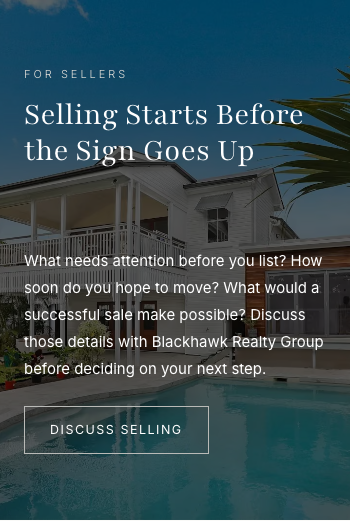 FOR SELLERS
Selling Starts Before
the Sign Goes Up
What needs attention before you list? How
soon do you hope to move? What would a
successful sale make possible? Discuss
those details with Blackhawk Realty Group
before deciding on your next step.
DISCUSS SELLING